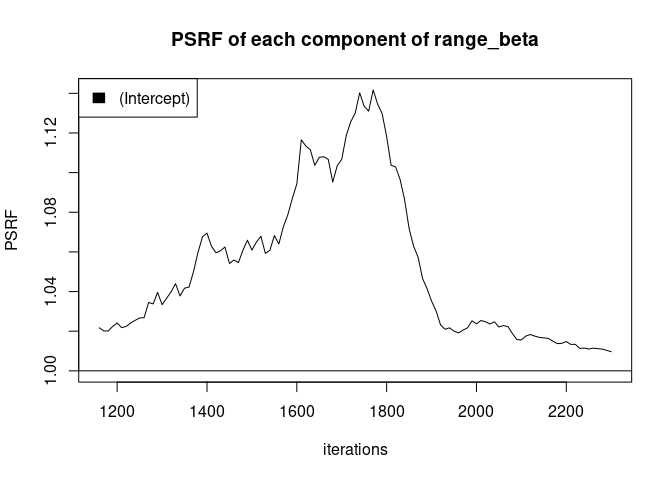 PSRF of each component of range_beta
(Intercept)
PSRF
1.12
1.08
1.04
1.00
1200 1400 1600 1800 2000 2200
iterations